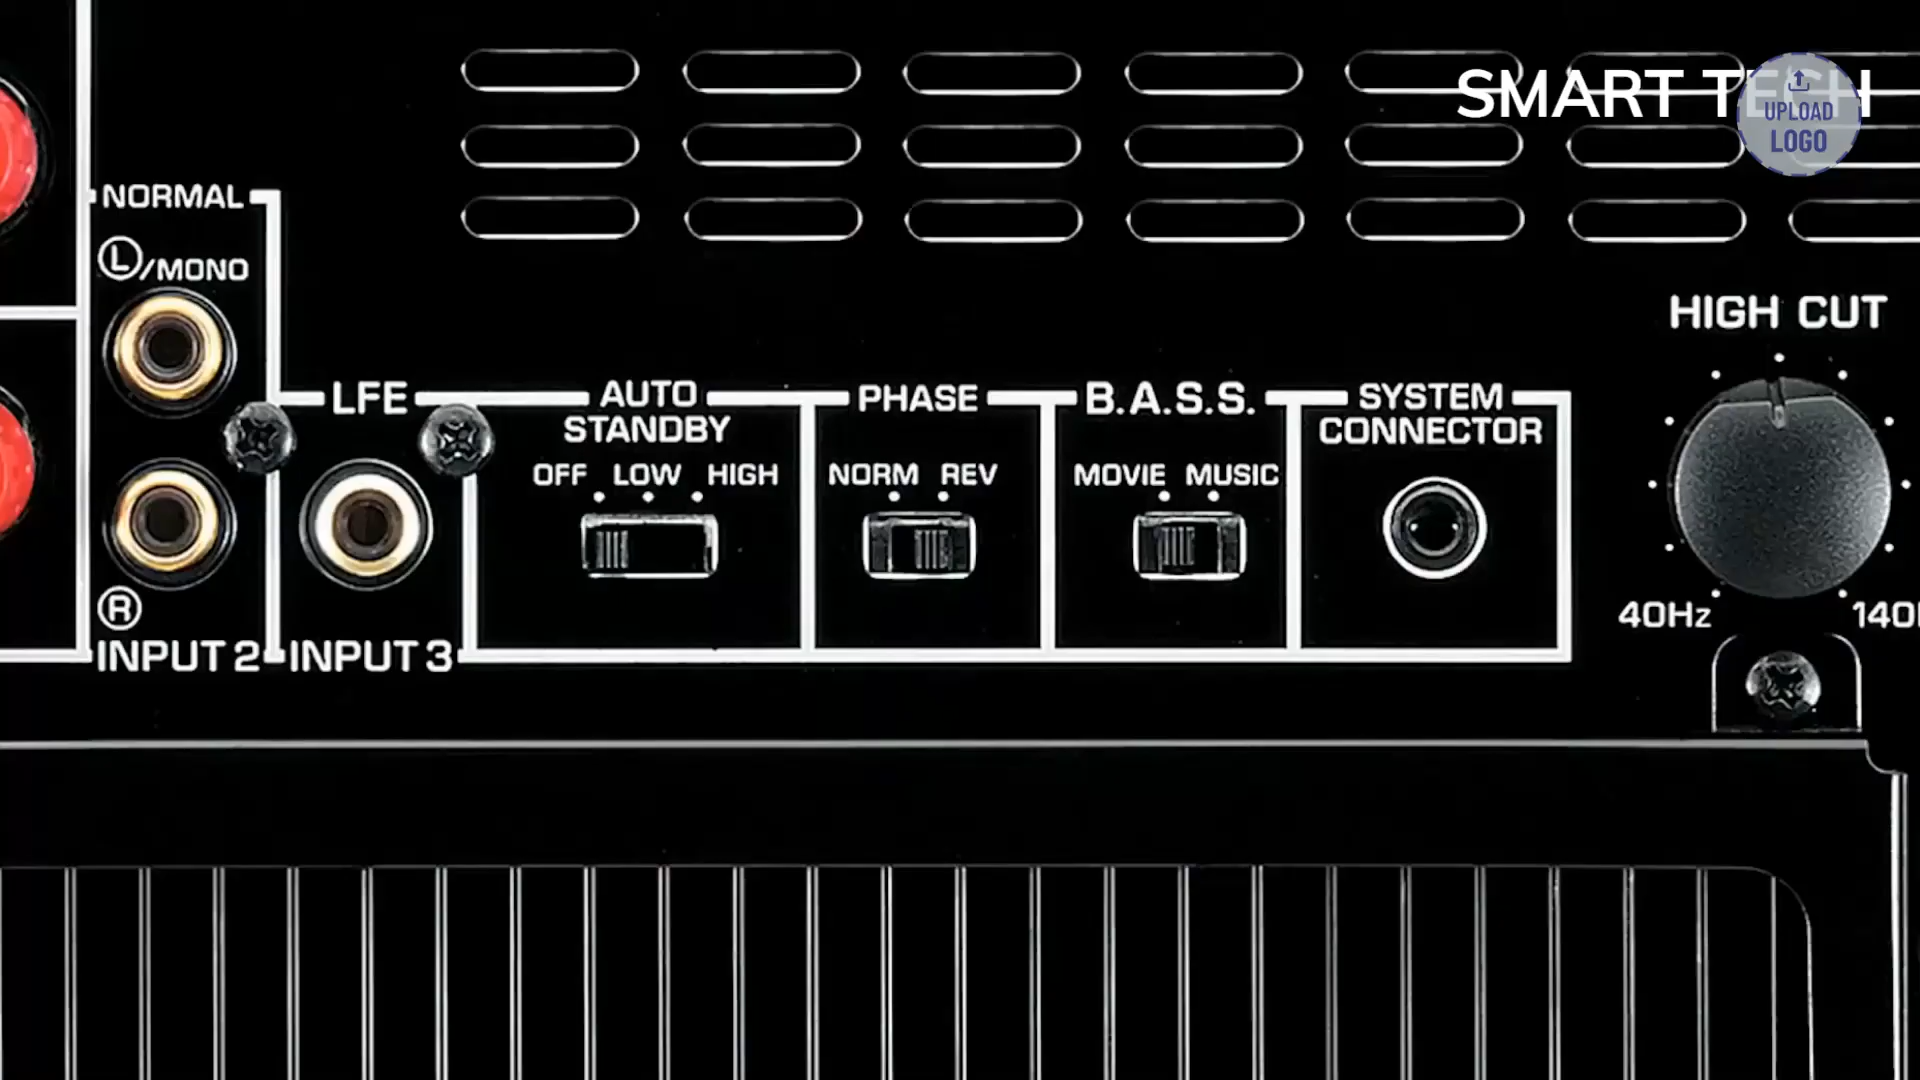 SMART TECH
UPLOAD
LOGO
NORMAL
L/MONO
HIGH CUT
LFE
AUTO
STANDBY
PHASE
B.A.S.S.
SYSTEM
CONNECTOR
OFF LOW HIGH
NORM REV
MOVIE MUSIC
R
40Hz
INPUT 2
INPUT 3